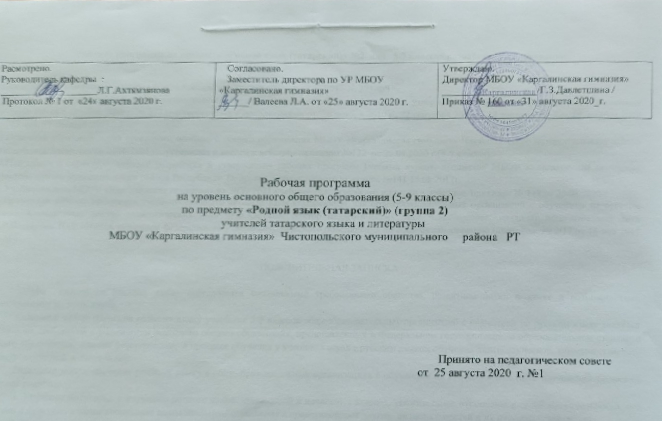 Расмотрено.
Руководитель кафедры :
Л.Г.Ахтямзянова
Протокол № 1 от «24» августа 2020 г.
Согласовано.
Заместитель директора по УР МБОУ
«Каргалинская гимназия»
/ Валеева Л.А. от «25» августа 2020 г.
Утверждаю.
Директор МБОУ «Каргалинская гимназия»
/Г.З.Давлетшина /
Приказ № 160 от «31» августа 2020 г.
Рабочая программа
на уровень основного общего образования (5-9 классы)
по предмету «Родной язык (татарский)» (группа 2)
учителей татарского языка и литературы
МБОУ «Каргалинская гимназия» Чистопольского муниципального района РТ
Принято на педагогическом совете
от 25 августа 2020 г. №1